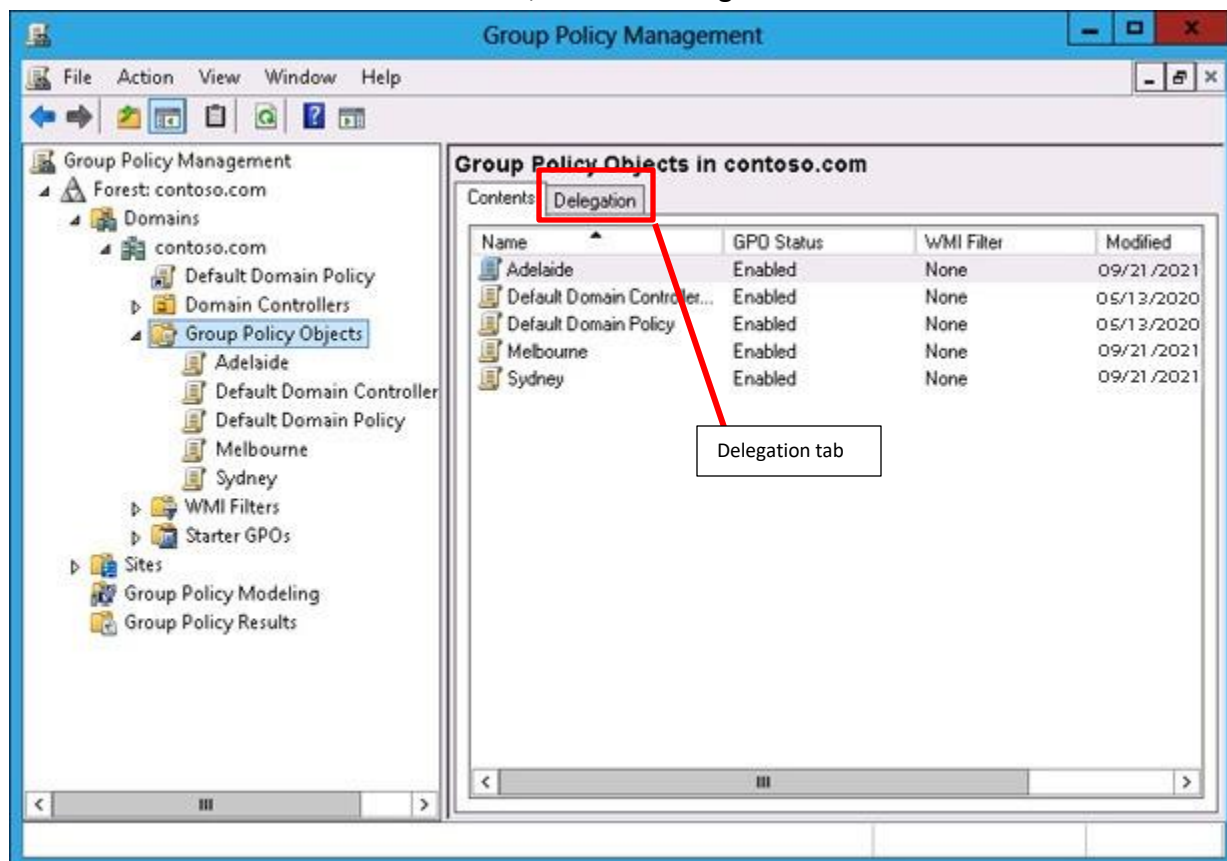 Group Policy Management
File Action View Window Help
Group Policy Management
Forest: contoso.com
Domains
contoso.com
Default Domain Policy
Domain Controllers
Group Policy Objects
Adelaide
Default Domain Controller
Default Domain Policy
Melbourne
Sydney
WMI Filters
Starter GPOs
Sites
Group Policy Modeling
Group Policy Results
Group Policy Objects in contoso.com
Contents Delegation
Name GPO Status WMI Filter Modified
Adelaide Enabled None 09/21/2021
Default Domain Controller... Enabled None 05/13/2020
Default Domain Policy Enabled None 05/13/2020
Melbourne Enabled None 09/21/2021
Sydney Enabled None 09/21/2021
Delegation tab